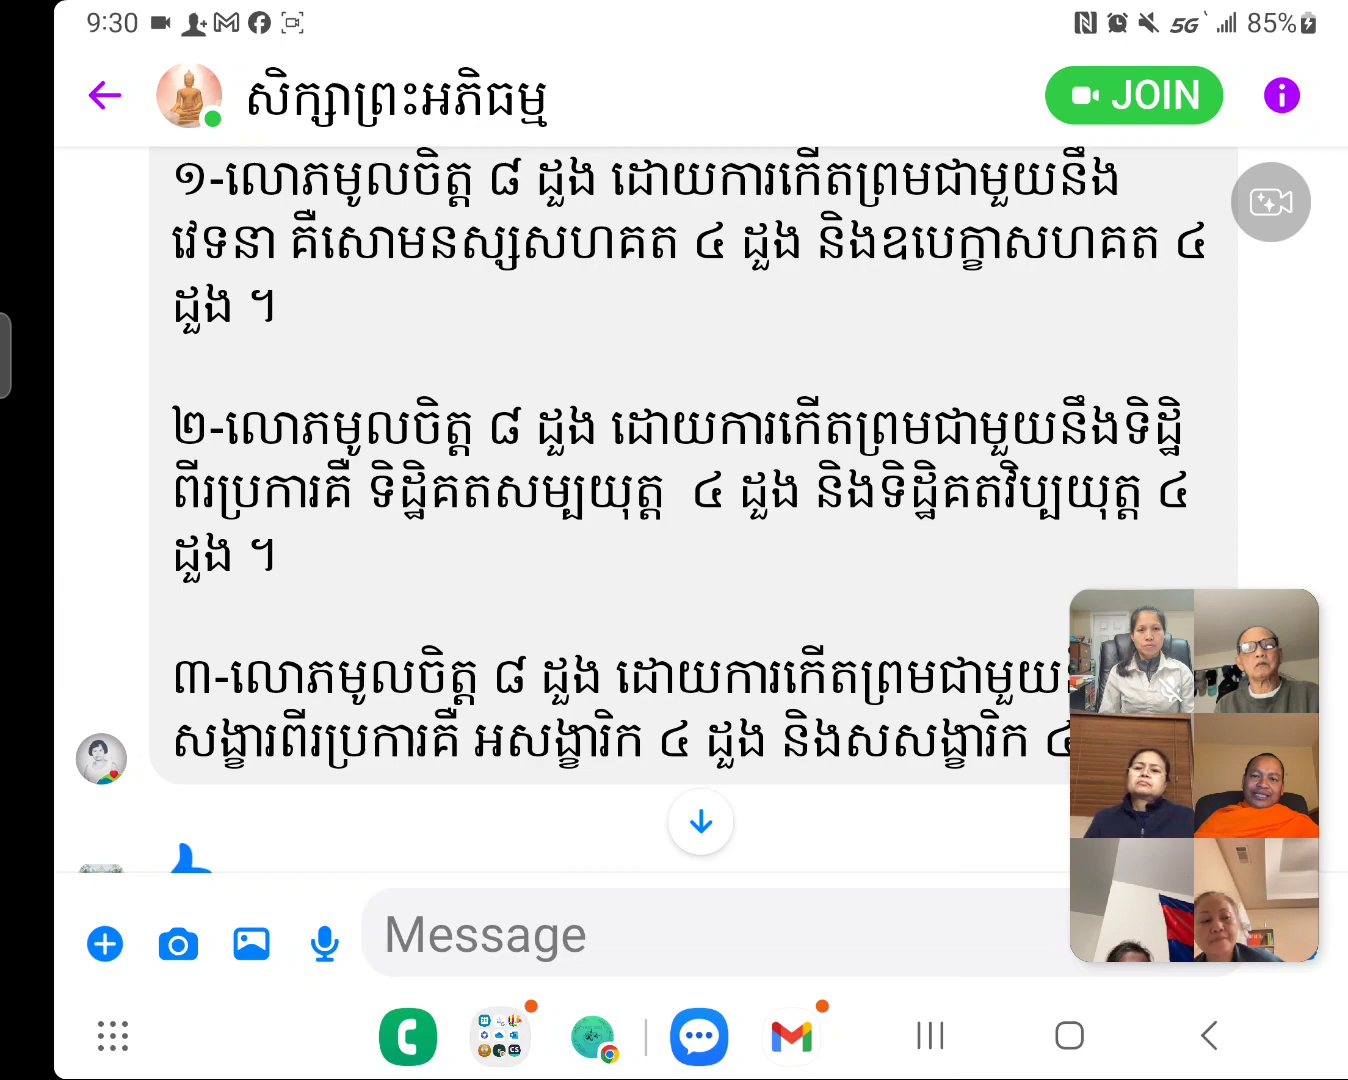 9:30
5G
85%
សិក្សាព្រះអភិធម្ម
JOIN
១-លោភមូលចិត្ត ៨ ដួង ដោយការកើតព្រមជាមួយនឹង
វេទនា គឺសោមនស្សសហគត ៤ ដួង និងឧបេក្ខាសហគត ៤
ដួង ។
២-លោភមូលចិត្ត ៨ ដួង ដោយការកើតព្រមជាមួយនឹងទិដ្ឋិ
ពីរប្រការគឺ ទិដ្ឋិគតសម្បយុត្ត ៤ ដួង និងទិដ្ឋិគតវិប្បយុត្ត ៤
ដួង ។
៣-លោភមូលចិត្ត ៨ ដួង ដោយការកើតព្រមជាមួយ
សង្ខារពីរប្រការគឺ អសង្ខារិក ៤ ដួង និងសសង្ខារិក ៤
Message